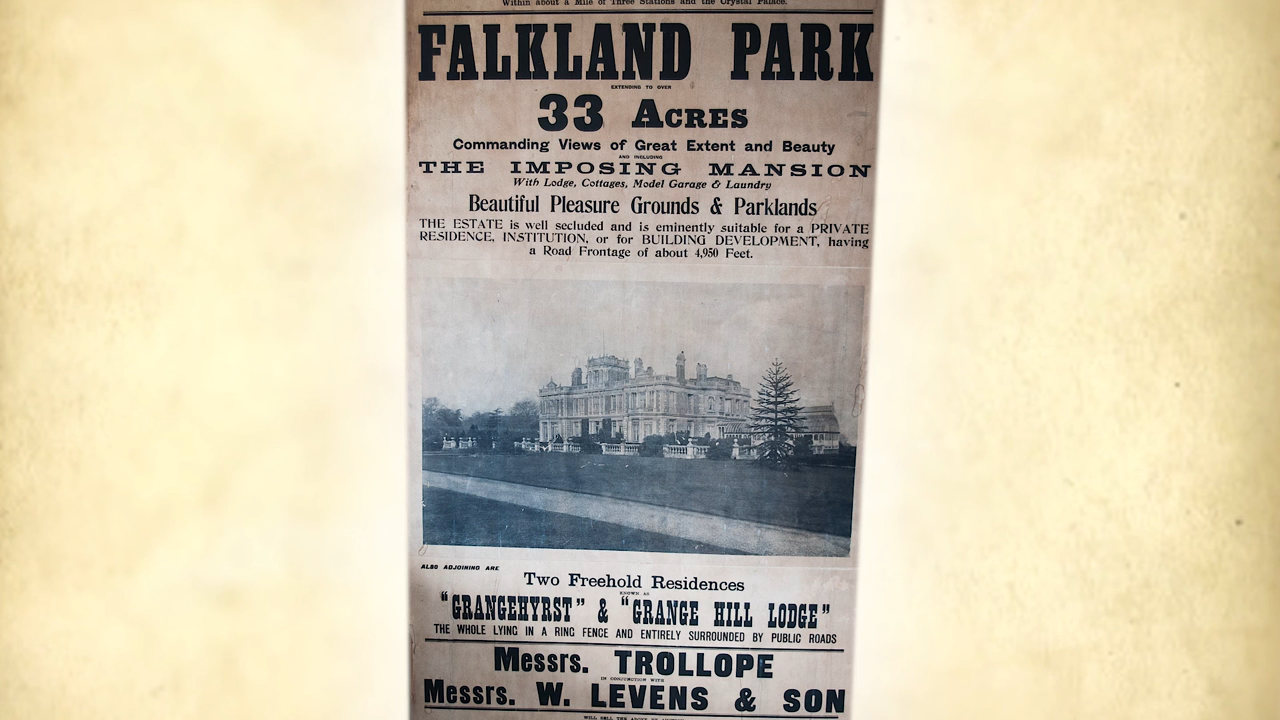 Within about a Mile of Three Stations and the Crystal Palace.
FALKLAND PARK
EXTENDING TO OVER
33 ACRES
Commanding Views of Great Extent and Beauty
AND INCLUDING
THE IMPOSING MANSION
With Lodge, Cottages, Model Garage & Laundry
Beautiful Pleasure Grounds & Parklands
THE ESTATE is well secluded and is eminently suitable for a PRIVATE
RESIDENCE, INSTITUTION, or for BUILDING DEVELOPMENT, having
a Road Frontage of about 4,950 Feet.
ALSO ADJOINING ARE
Two Freehold Residences
KNOWN AS
"GRANGEHYRST" & "GRANGE HILL LODGE"
THE WHOLE LYING IN A RING FENCE AND ENTIRELY SURROUNDED BY PUBLIC ROADS
Messrs. TROLLOPE
IN CONJUNCTION WITH
Messrs. W. LEVENS & SON
WILL SELL THE ABOVE BY